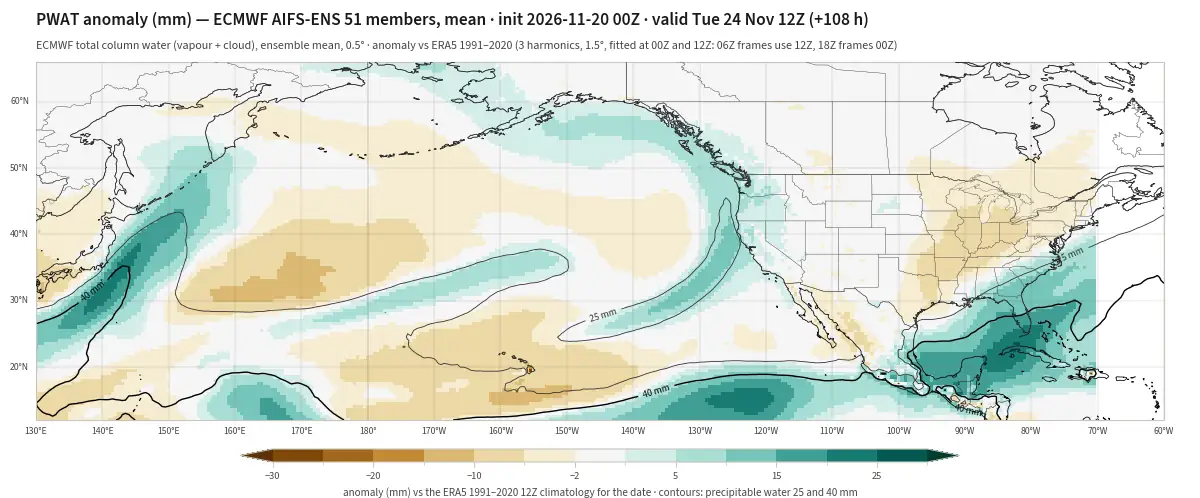 PWAT anomaly (mm) — ECMWF AIFS-ENS 51 members, mean · init 2026-11-20 00Z · valid Tue 24 Nov 12Z (+108 h)
ECMWF total column water (vapour + cloud), ensemble mean, 0.5° · anomaly vs ERA5 1991–2020 (3 harmonics, 1.5°, fitted at 00Z and 12Z: 06Z frames use 12Z, 18Z frames 00Z)
60°N
50°N
40°N
30°N
20°N
40 mm
25 mm
40 mm
5 mm
40 mm
130°E 140°E 150°E 160°E 170°E 180° 170°W 160°W 150°W 140°W 130°W 120°W 110°W 100°W 90°W 80°W 70°W 60°W
−30 −20 −10 −2 5 15 25
anomaly (mm) vs the ERA5 1991–2020 12Z climatology for the date · contours: precipitable water 25 and 40 mm